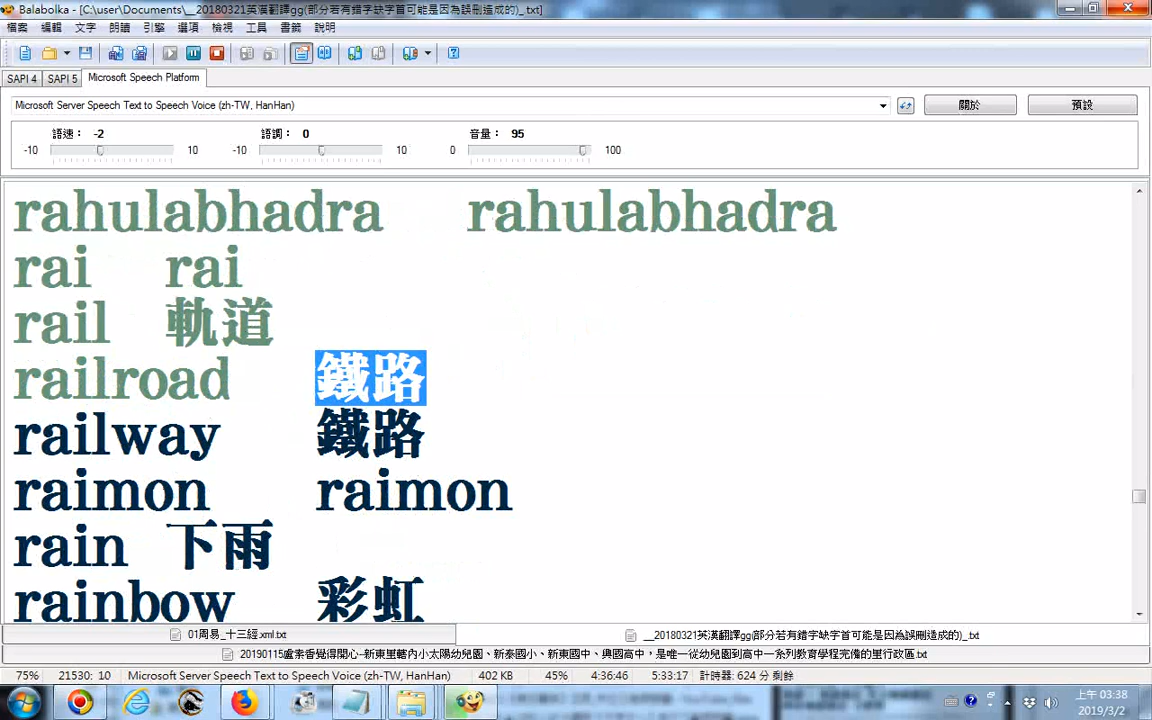 Balabolka - [C:\user\Documents\__20180321英漢翻譯gg(部分若有錯字缺字首可能是因為誤刪造成的)_.txt]
檔案 編輯 文字 朗讀 引擎 選項 檢視 工具 書籤 說明
SAPI 4 SAPI 5 Microsoft Speech Platform
Microsoft Server Speech Text to Speech Voice (zh-TW, HanHan) 關於 預設
語速： -2 語調： 0 音量： 95
-10 10 -10 10 0 100
rahulabhadra rahulabhadra
rai rai
rail 軌道
railroad 鐵路
railway 鐵路
raimon raimon
rain 下雨
rainbow 彩虹
01周易_十三經.xml.txt __20180321英漢翻譯gg(部分若有錯字缺字首可能是因為誤刪造成的)_.txt
20190115盧素香覺得開心-新東里轄內小太陽幼兒園、新泰國小、新東國中、興國高中，是唯一從幼兒園到高中一系列教育學程完備的里行政區.txt
75% 21530: 10 Microsoft Server Speech Text to Speech Voice (zh-TW, HanHan) 402 KB 45% 4:36:46 5:33:17 計時器: 624 分 剩餘
上午 03:38
2019/3/2